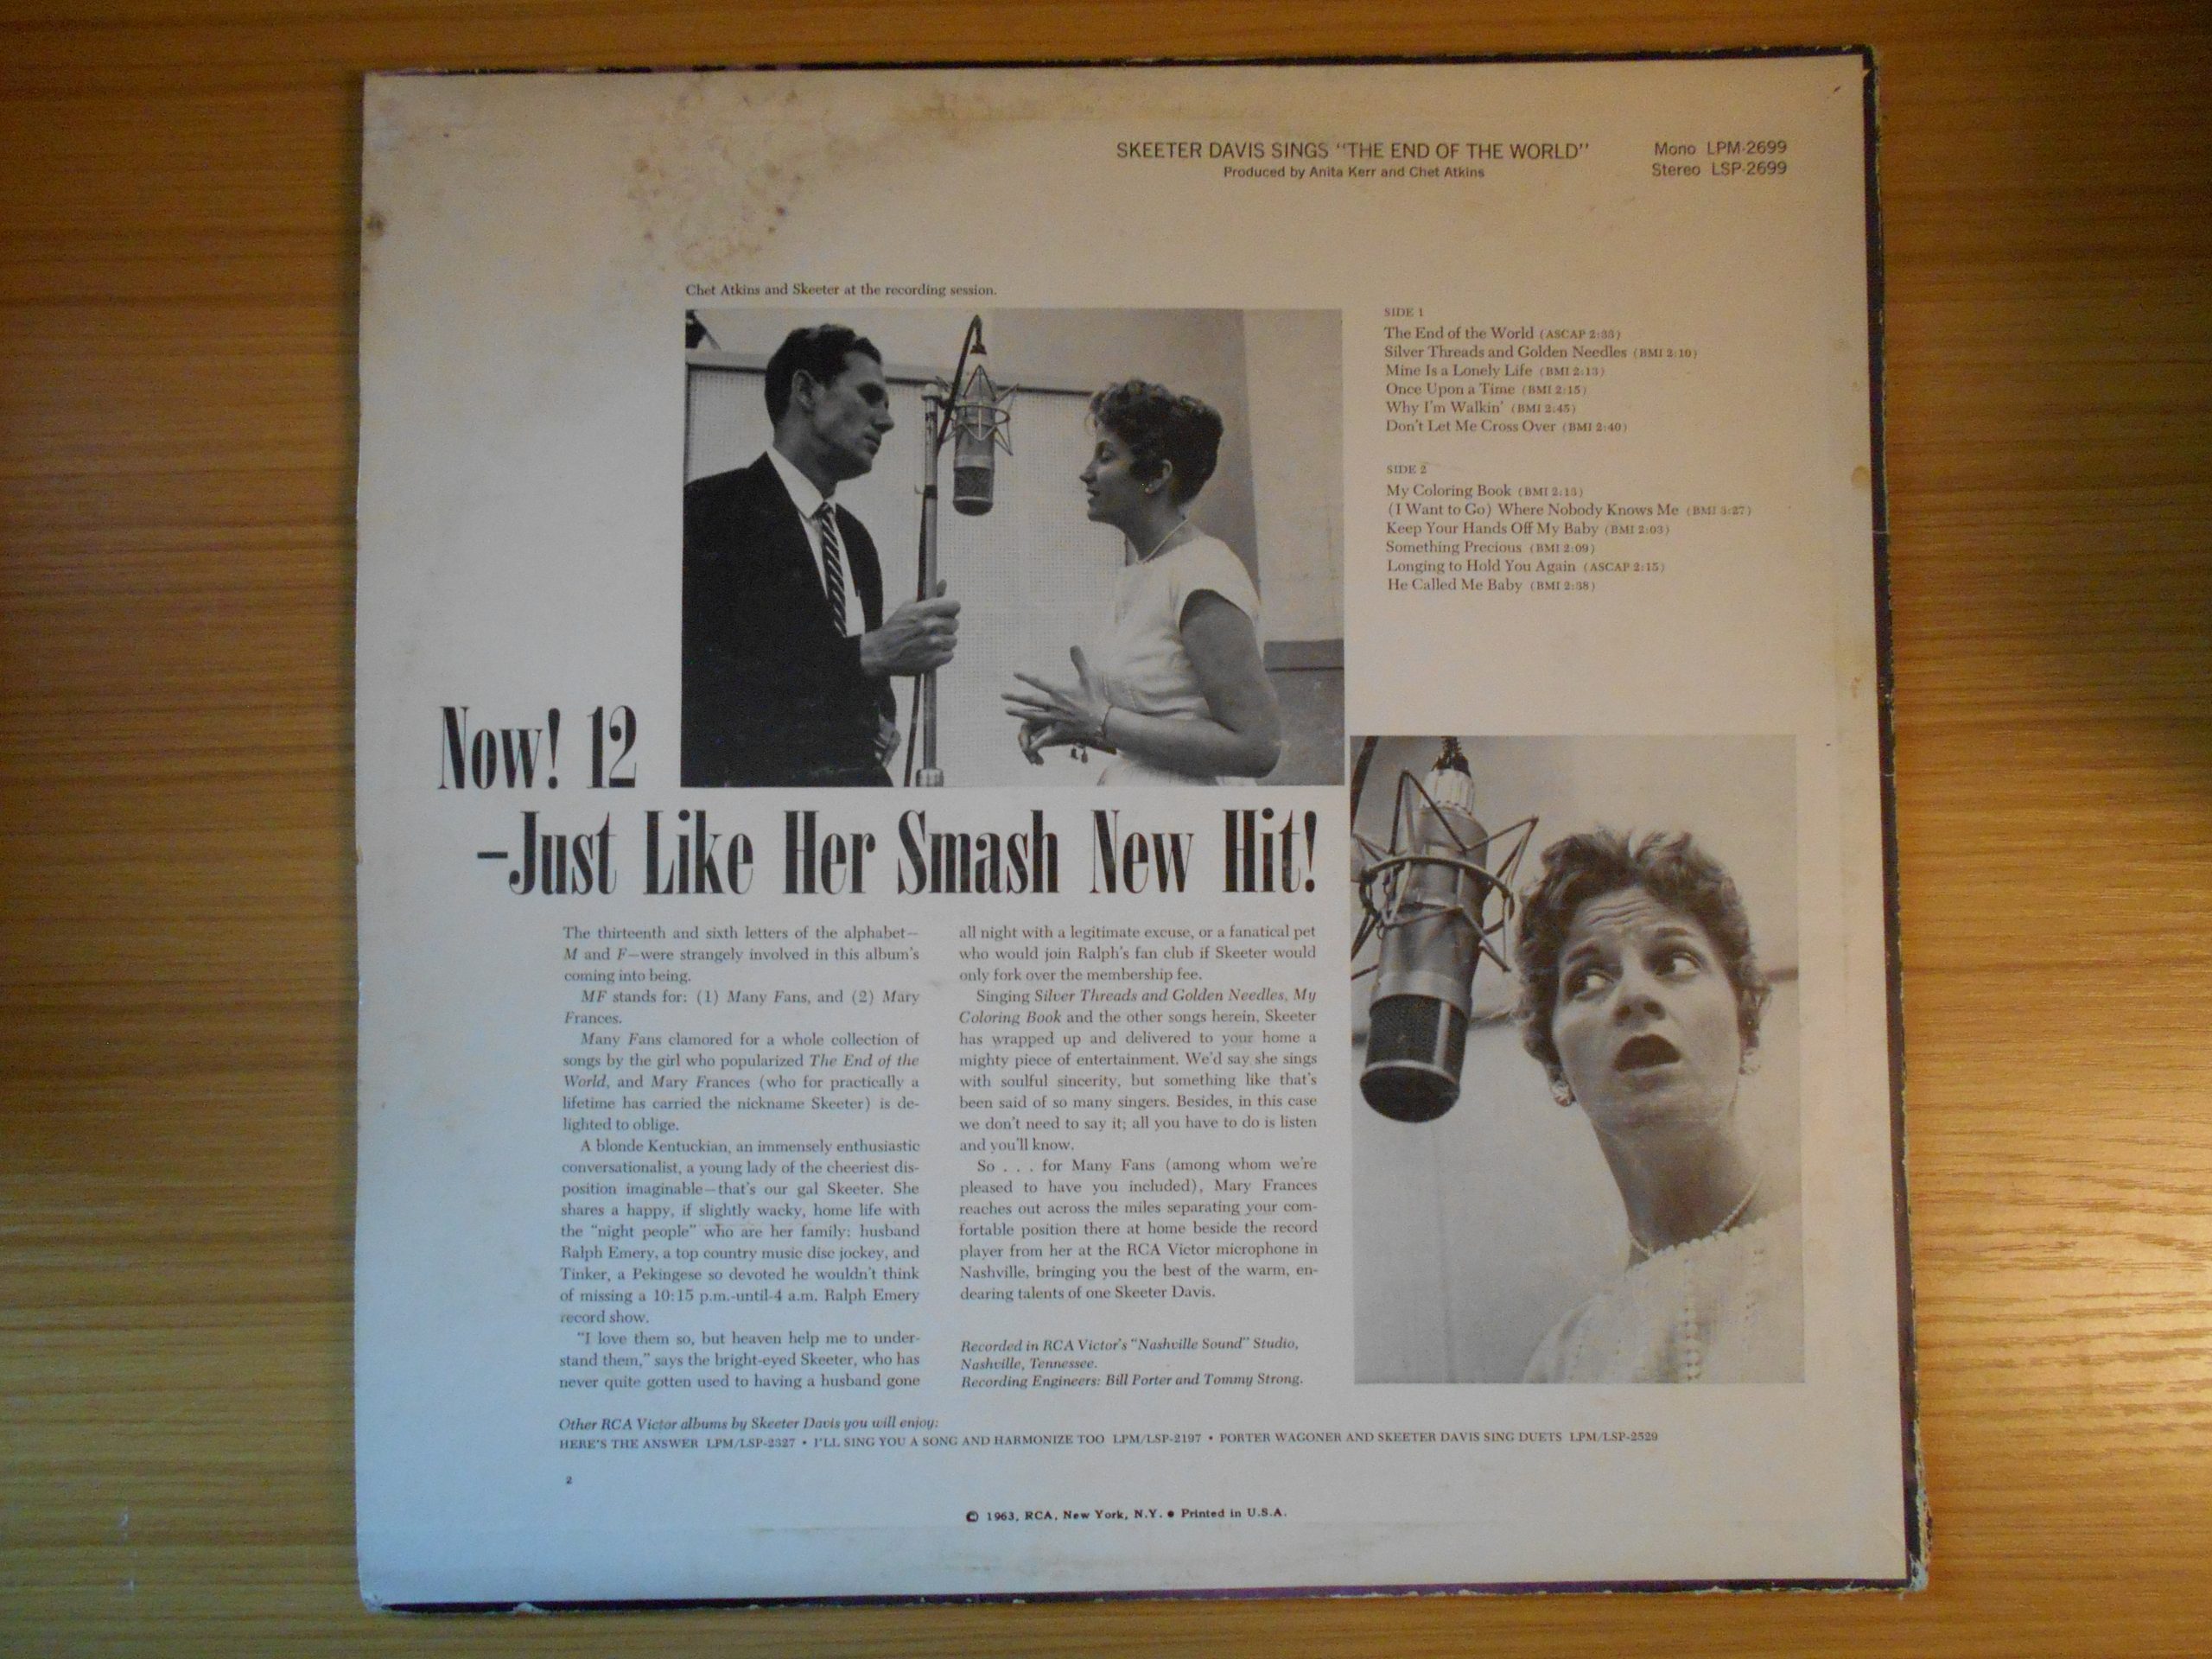 SKEETER DAVIS SINGS "THE END OF THE WORLD"
Produced by Anita Kerr and Chet Atkins
Mono LPM-2699
Stereo LSP-2699
Chet Atkins and Skeeter at the recording session.
SIDE 1
The End of the World (ASCAP 2:33)
Silver Threads and Golden Needles (BMI 2:10)
Mine Is a Lonely Life (BMI 2:13)
Once Upon a Time (BMI 2:15)
Why I'm Walkin' (BMI 2:45)
Don't Let Me Cross Over (BMI 2:40)
SIDE 2
My Coloring Book (BMI 2:13)
(I Want to Go) Where Nobody Knows Me (BMI
Keep Your Hands Off My Baby (BMI 2:03)
Something Precious (BMI 2:09)
Longing to Hold You Again (ASCAP 2:15)
He Called Me Baby (BMI 2:38)
Now! 12
–Just Like Her Smash New Hit!
The thirteenth and sixth letters of the alphabet–
M and F–were strangely involved in this album's
coming into being.
MF stands for: (1) Many Fans, and (2) Mary
Frances.
Many Fans clamored for a whole collection of
songs by the girl who popularized The End of the
World, and Mary Frances (who for practically a
lifetime has carried the nickname Skeeter) is de-
lighted to oblige.
A blonde Kentuckian, an immensely enthusiastic
conversationalist, a young lady of the cheeriest dis-
position imaginable–that's our gal Skeeter. She
shares a happy, if slightly wacky, home life with
the "night people" who are her family: husband
Ralph Emery, a top country music disc jockey, and
Tinker, a Pekingese so devoted he wouldn't think
of missing a 10:15 p.m.-until-4 a.m. Ralph Emery
record show.
"I love them so, but heaven help me to under-
stand them," says the bright-eyed Skeeter, who has
never quite gotten used to having a husband gone
all night with a legitimate excuse, or a fanatical pet
who would join Ralph's fan club if Skeeter would
only fork over the membership fee.
Singing Silver Threads and Golden Needles, My
Coloring Book and the other songs herein, Skeeter
has wrapped up and delivered to your home a
mighty piece of entertainment. We'd say she sings
with soulful sincerity, but something like that's
been said of so many singers. Besides, in this case
we don't need to say it; all you have to do is listen
and you'll know.
So . . . for Many Fans (among whom we're
pleased to have you included), Mary Frances
reaches out across the miles separating your com-
fortable position there at home beside the record
player from her at the RCA Victor microphone in
Nashville, bringing you the best of the warm, en-
dearing talents of one Skeeter Davis.
Recorded in RCA Victor's "Nashville Sound" Studio,
Nashville, Tennessee.
Recording Engineers: Bill Porter and Tommy Strong.
Other RCA Victor albums by Skeeter Davis you will enjoy:
HERE'S THE ANSWER LPM/LSP-2327 • I'LL SING YOU A SONG AND HARMONIZE TOO LPM/LSP-2197 • PORTER WAGONER AND SKEETER DAVIS SING DUETS LPM/LSP-2529
2
© 1963, RCA, New York, N.Y. • Printed in U.S.A.